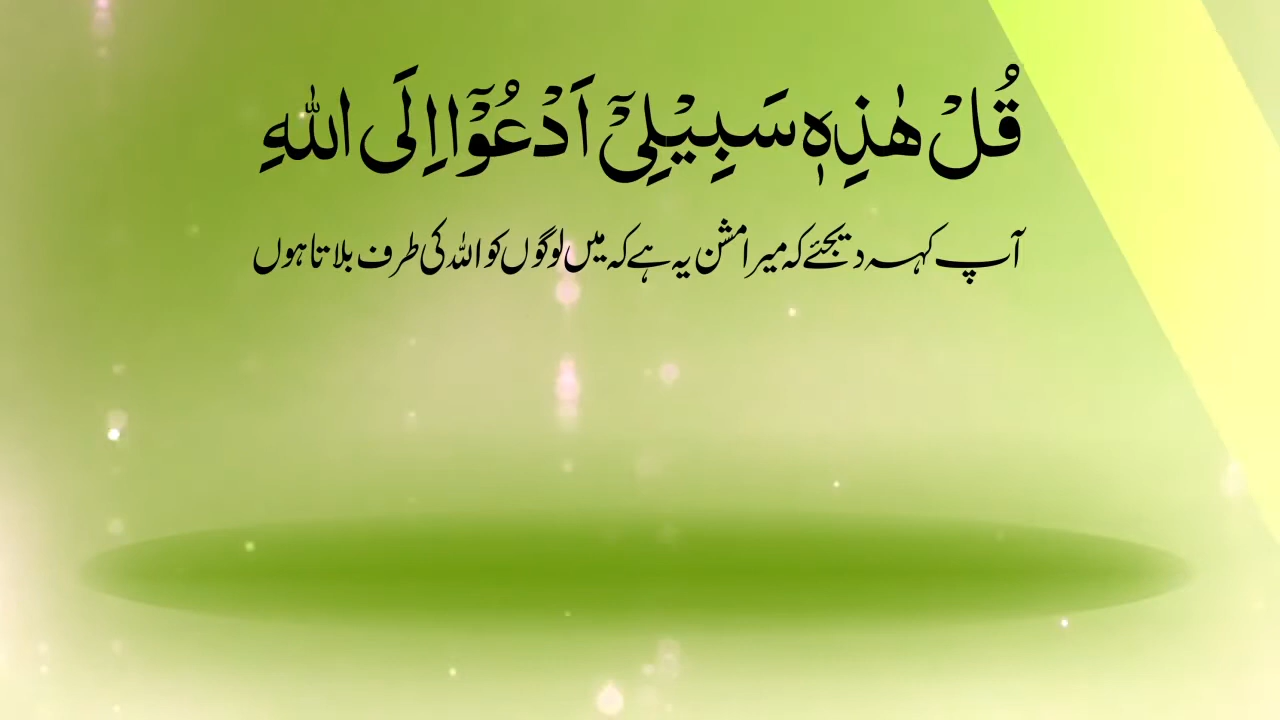 قُلْ هٰذِهٖ سَبِيْلِيْۤ اَدْعُوْۤا اِلَى اللّٰهِ
آپ کہہ دیجئے کہ میرا مشن یہ ہے کہ میں لوگوں کو اللہ کی طرف بلاتا ہوں